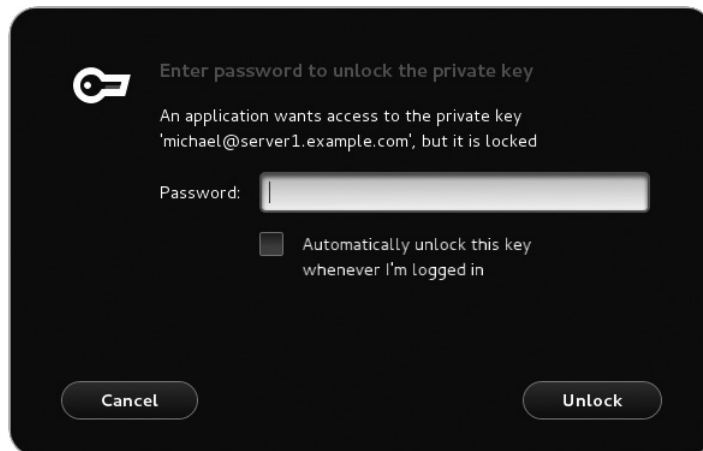 Enter password to unlock the private key
An application wants access to the private key
'michael@server1.example.com', but it is locked
Password:
Automatically unlock this key
whenever I'm logged in
Cancel
Unlock